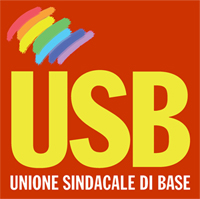 USB
UNIONE SINDACALE DI BASE